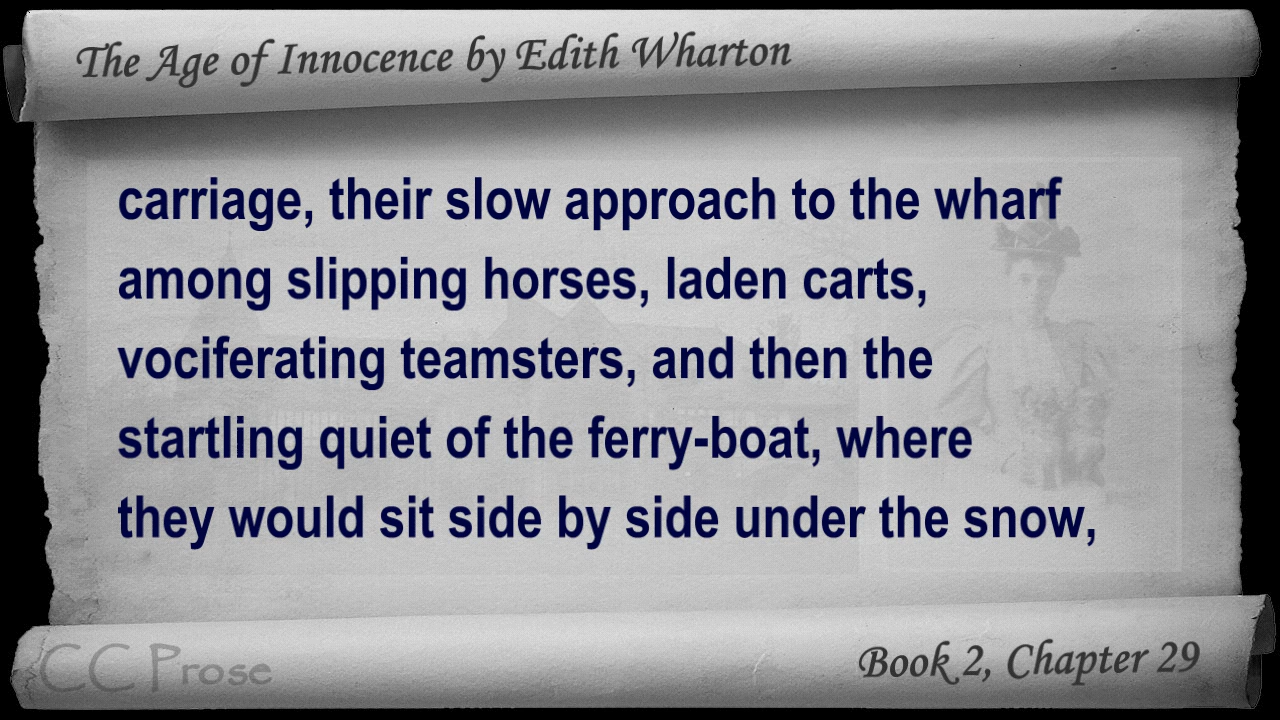 The Age of Innocence by Edith Wharton
carriage, their slow approach to the wharf
among slipping horses, laden carts,
vociferating teamsters, and then the
startling quiet of the ferry-boat, where
they would sit side by side under the snow,
CC Prose
Book 2, Chapter 29